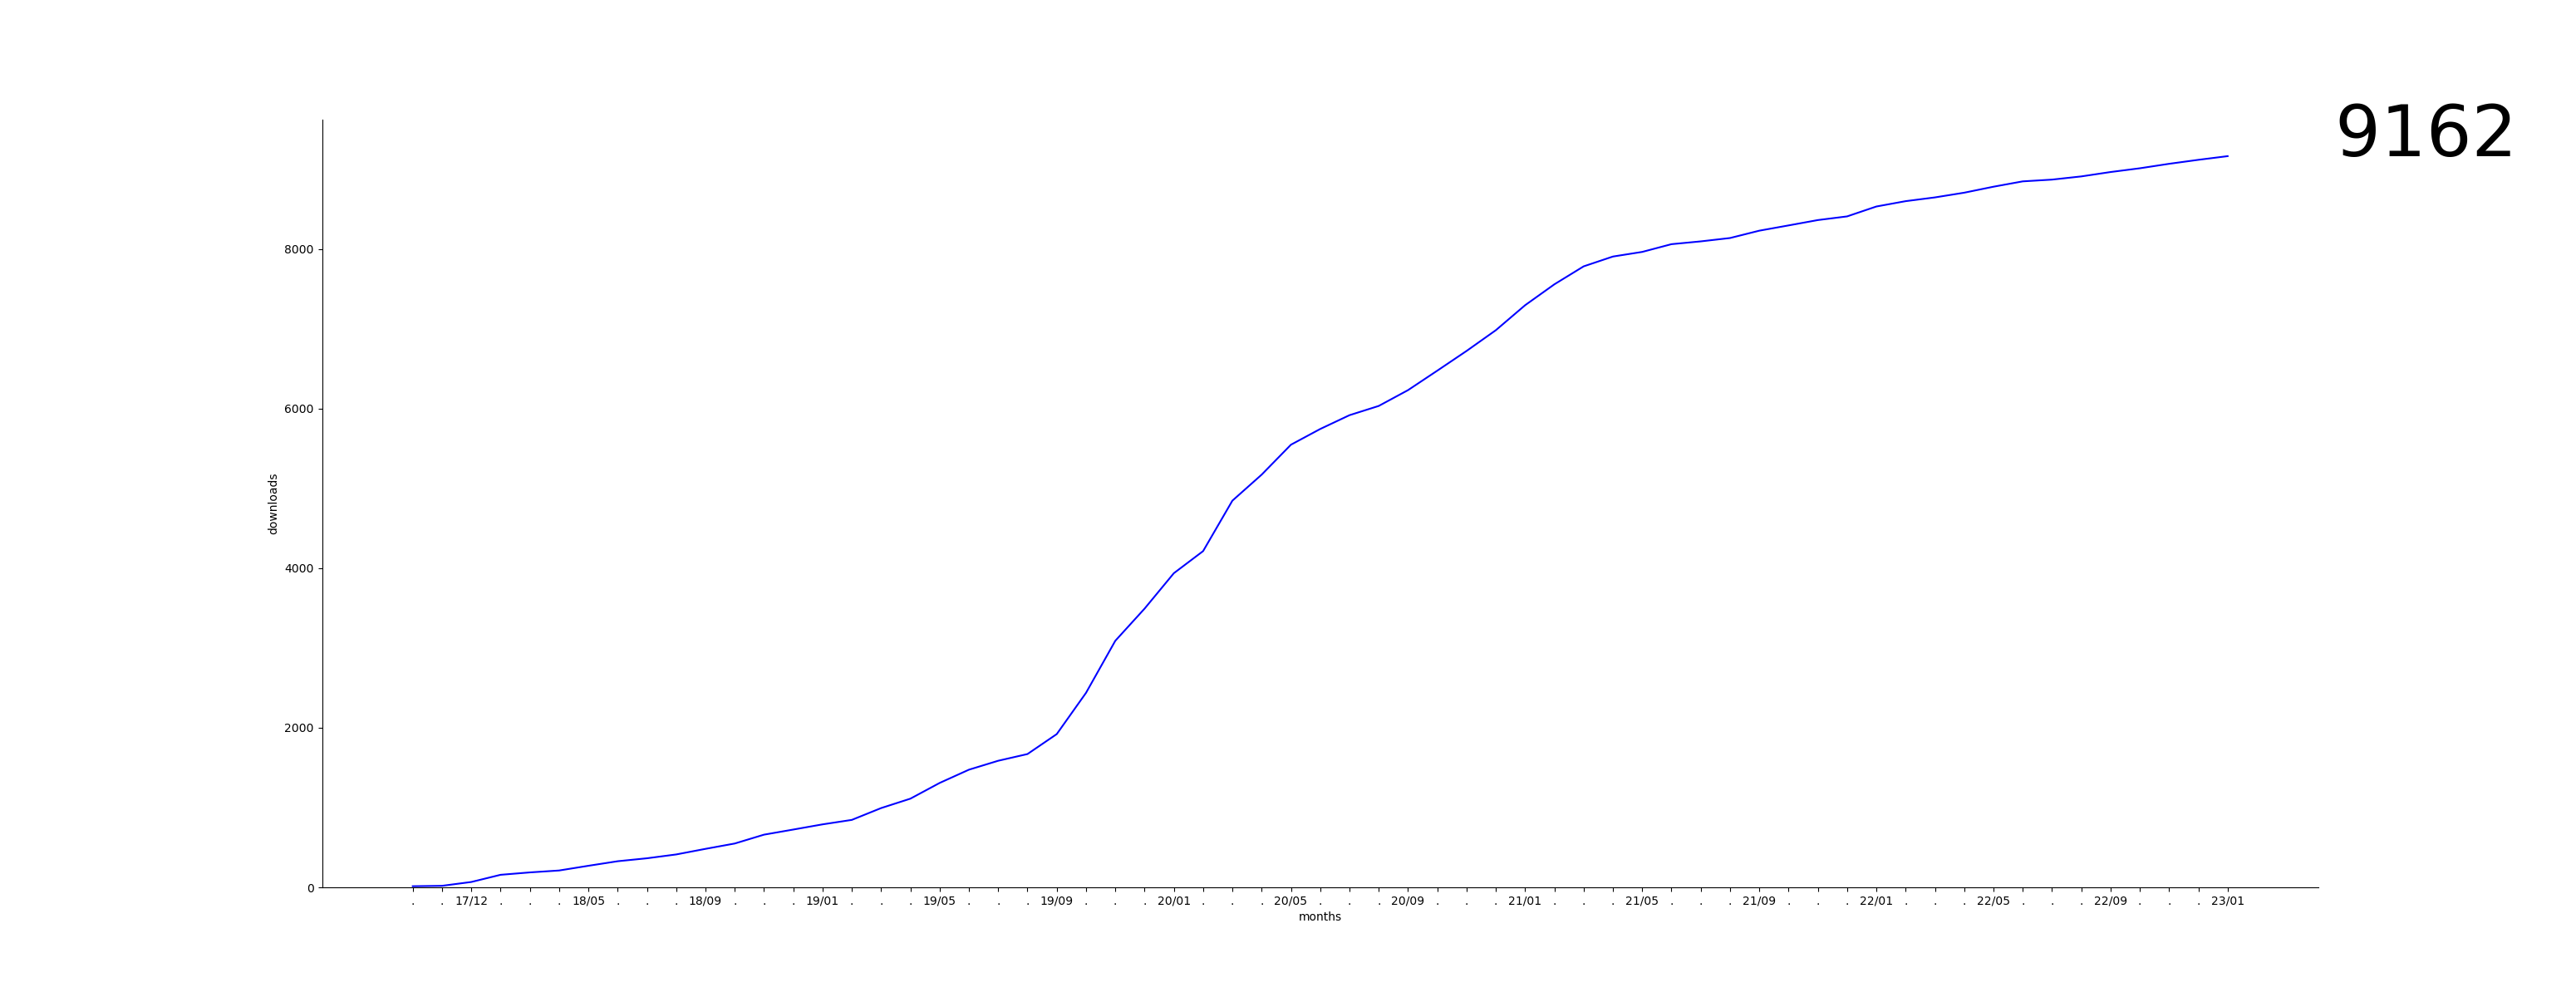 9162
8000
6000
4000
2000
0
downloads
. . 17/12 . . . 18/05 . . . 18/09 . . . 19/01 . . . 19/05 . . . 19/09 . . . 20/01 . . . 20/05 . . . 20/09 . . . 21/01 . . . 21/05 . . . 21/09 . . . 22/01 . . . 22/05 . . . 22/09 . . . 23/01
months